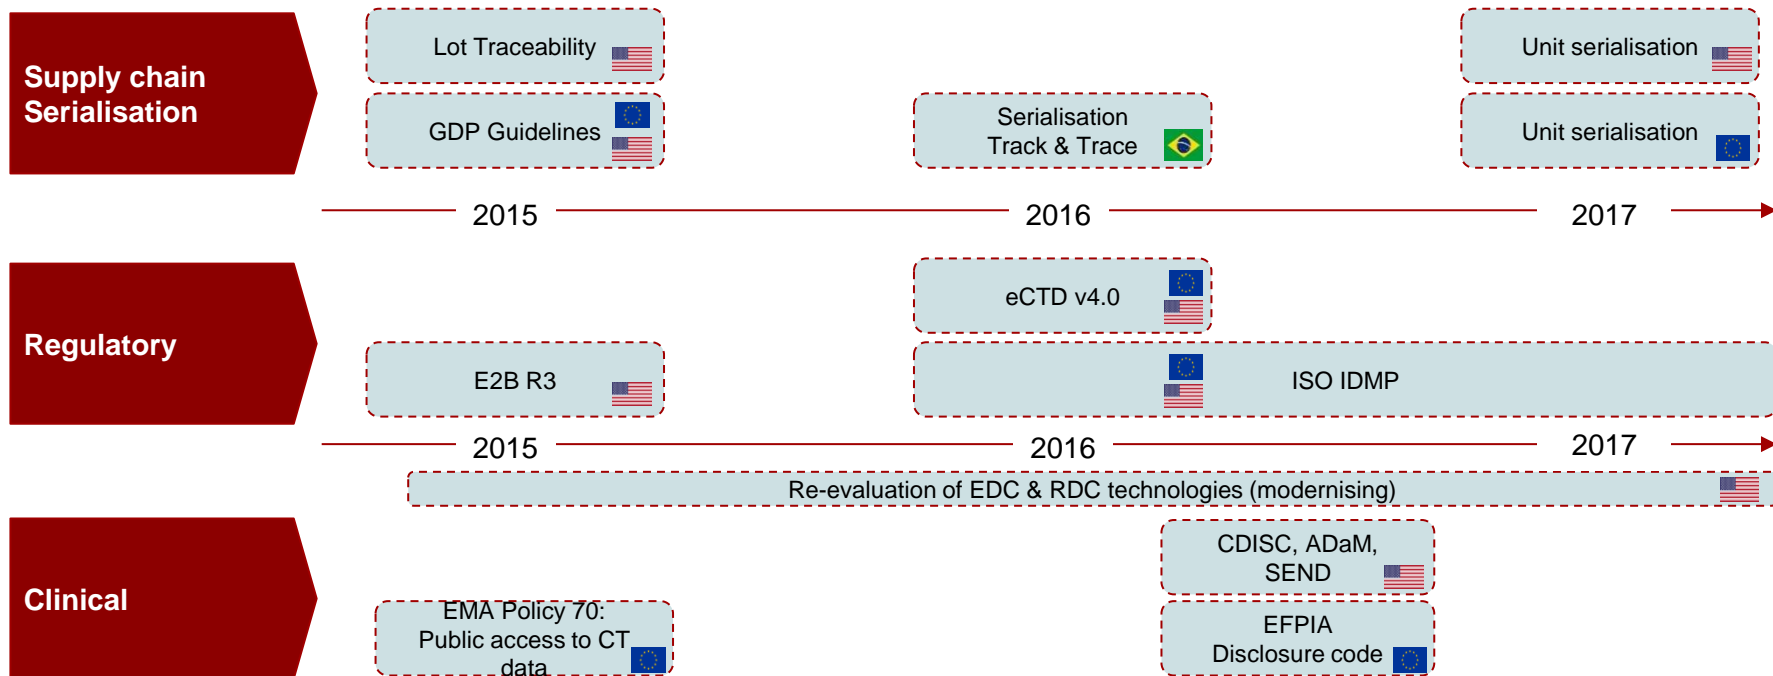 Supply chain
Serialisation
Lot Traceability
GDP Guidelines
Serialisation
Track & Trace
Unit serialisation
Unit serialisation
2015
2016
2017
Regulatory
eCTD v4.0
E2B R3
ISO IDMP
2015
2016
2017
Re-evaluation of EDC & RDC technologies (modernising)
Clinical
CDISC, ADaM,
SEND
EMA Policy 70:
Public access to CT
data
EFPIA
Disclosure code